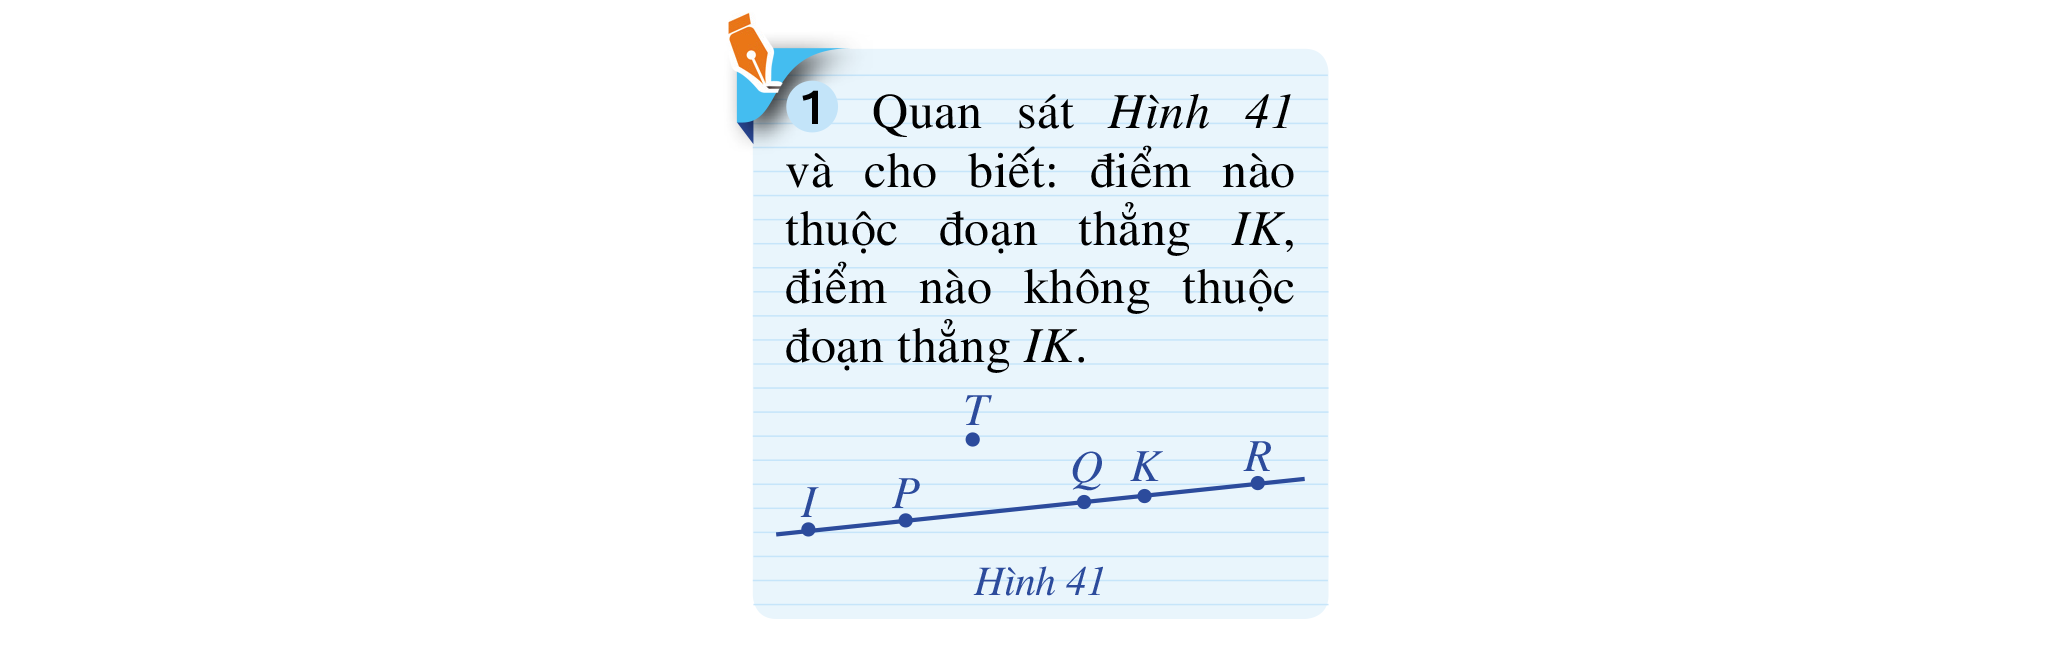 1 Quan sát Hình 41
và cho biết: điểm nào
thuộc đoạn thẳng IK,
điểm nào không thuộc
đoạn thẳng IK.
T
I P Q K R
Hình 41